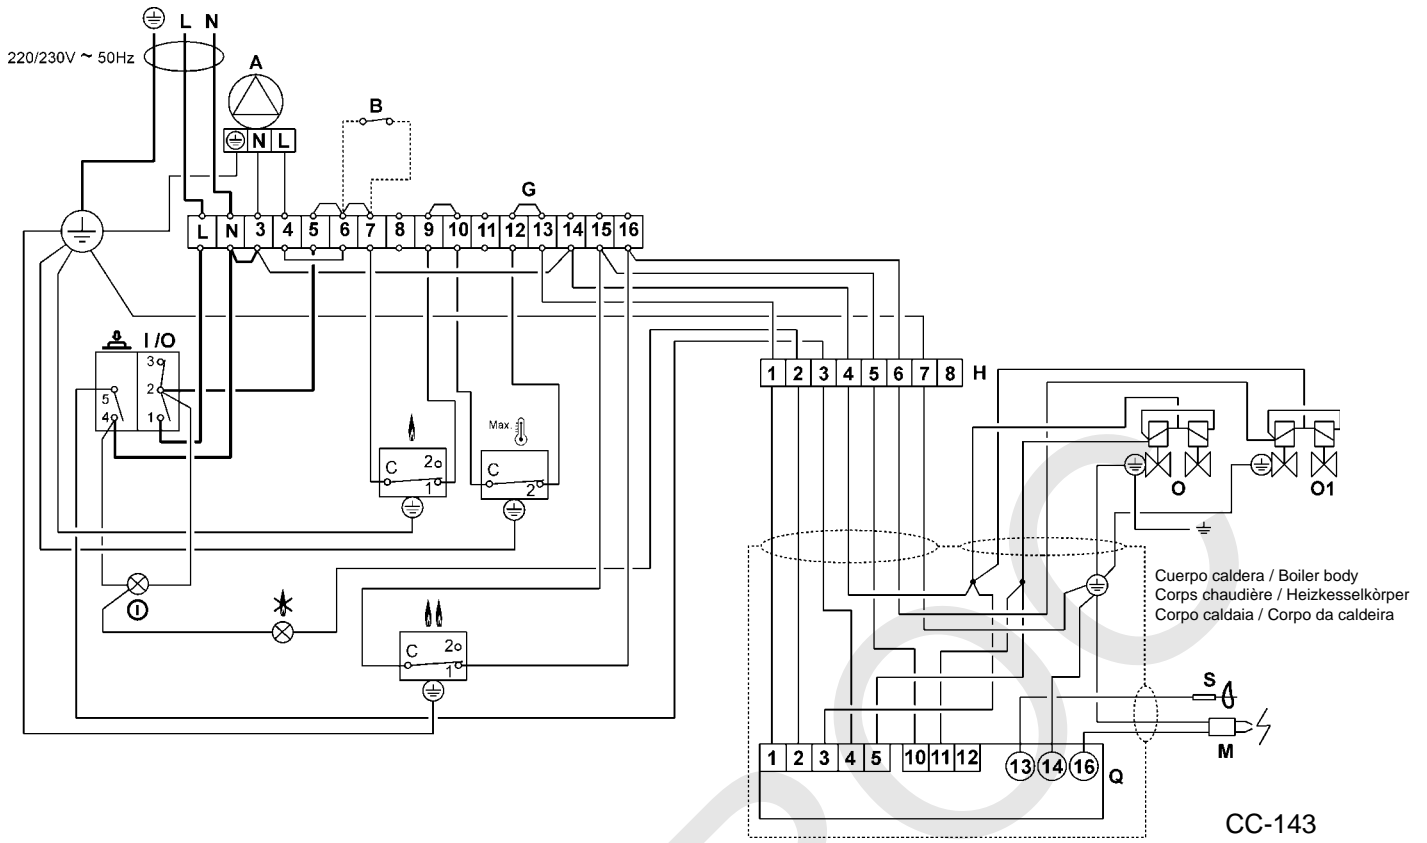 L N
220/230V ~ 50Hz
A
N L
B
G
L N 3 4 5 6 7 8 9 10 11 12 13 14 15 16
I /O
3
2
5
4 1
Max.
C 2
1
C
2
C 2
1
I
1 2 3 4 5 6 7 8 H
O O1
Cuerpo caldera / Boiler body
Corps chaudière / Heizkesselkòrper
Corpo caldaia / Corpo da caldeira
S
M
1 2 3 4 5 10 11 12 13 14 16 Q
CC-143